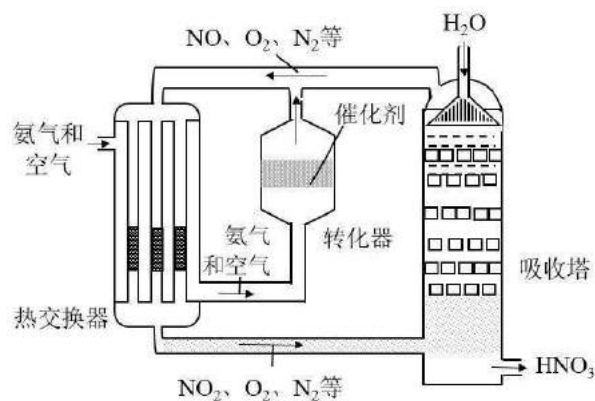 NO、O₂、N₂等
H₂O
催化剂
氨气和
空气
氨气
和空气
转化器
吸收塔
热交换器
HNO₃
NO₂、O₂、N₂等